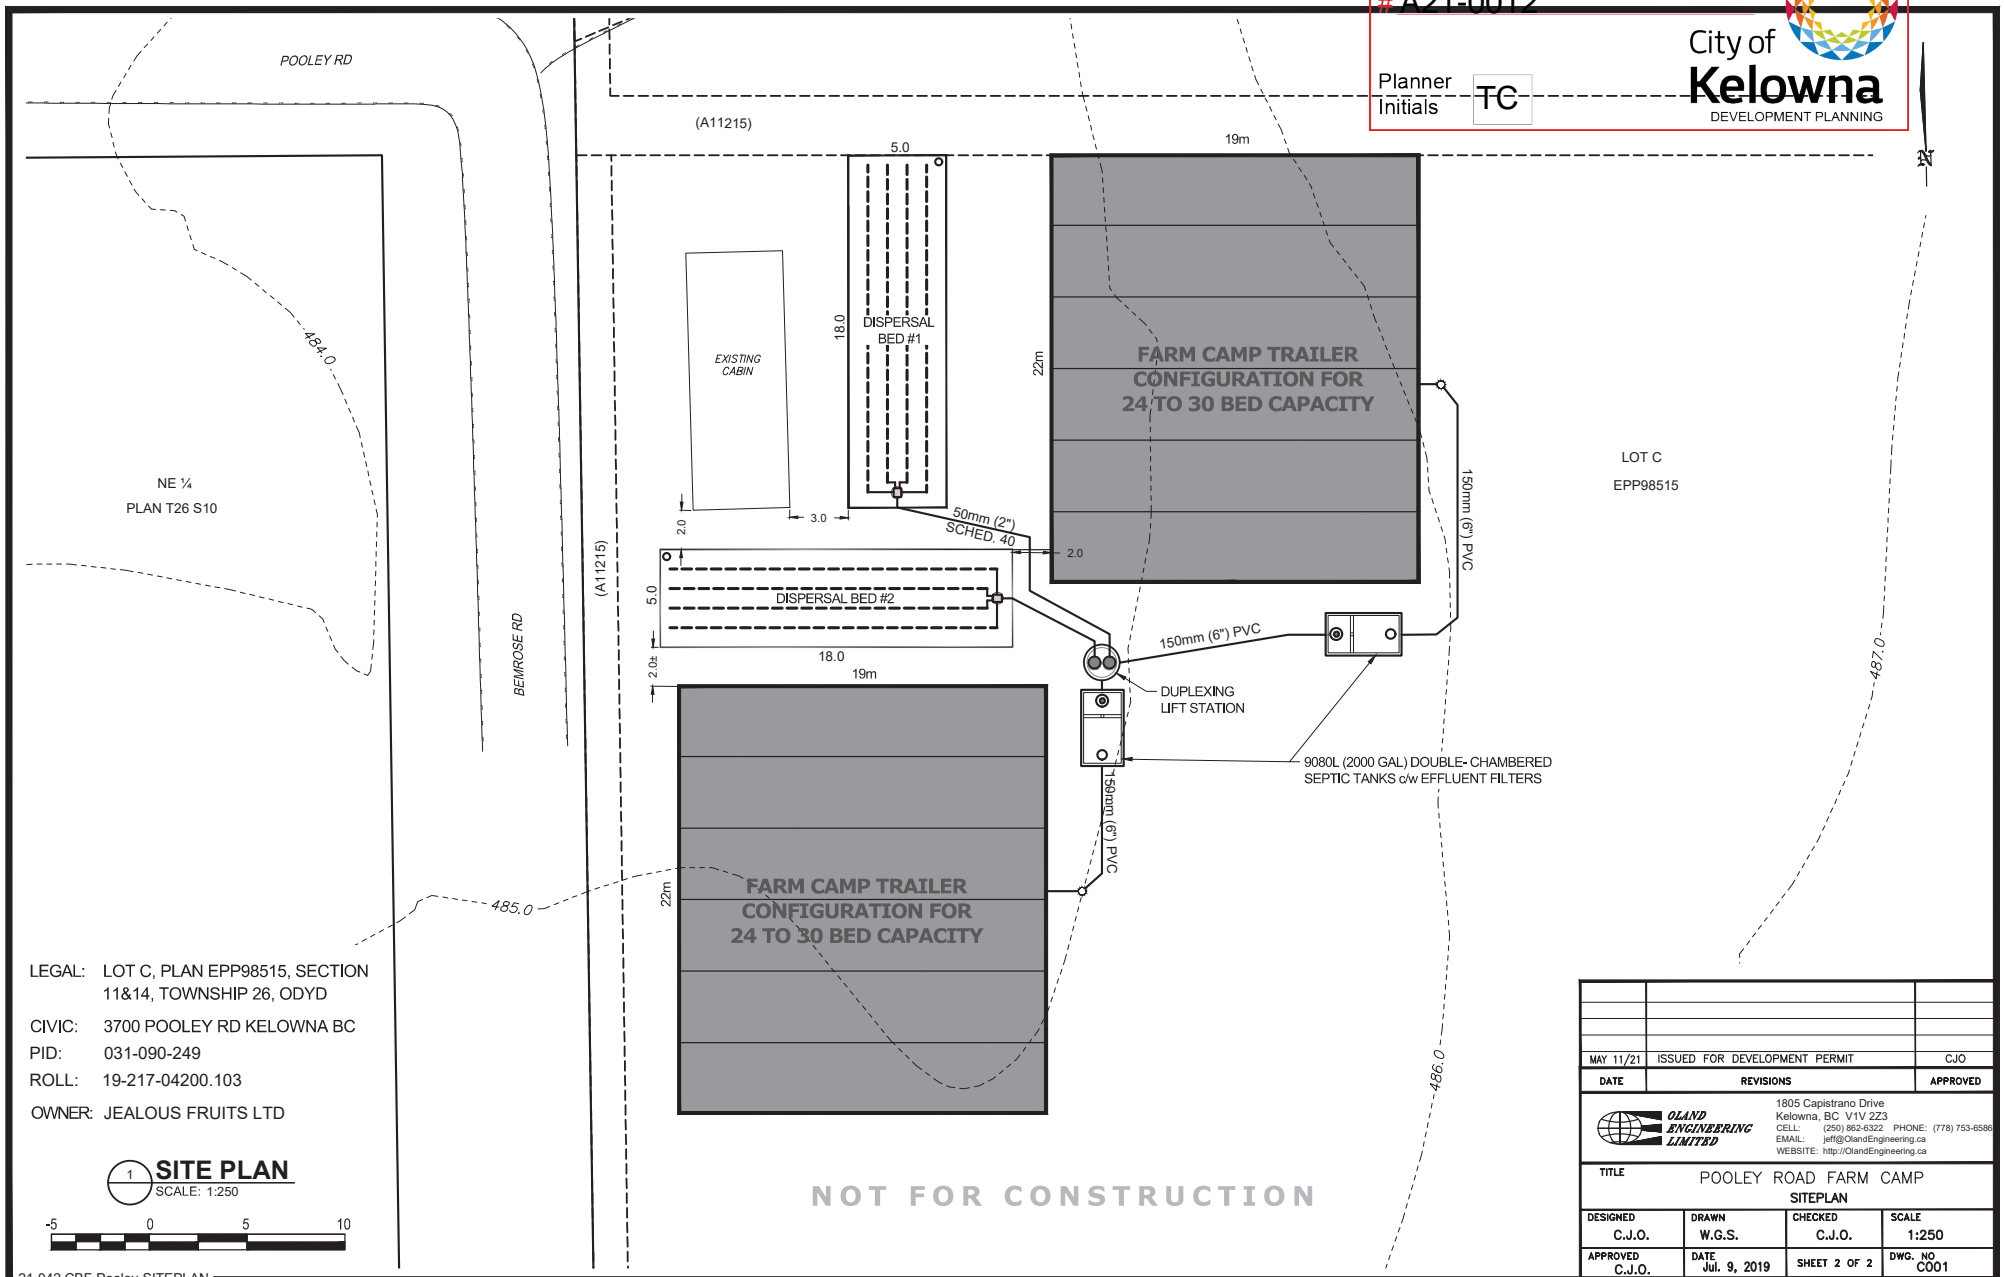 # A21-0012
City of
Kelowna
DEVELOPMENT PLANNING
Planner
Initials
TC
POOLEY RD
(A11215)
5.0
19m
N
18.0
DISPERSAL
BED #1
EXISTING
CABIN
22m
FARM CAMP TRAILER
CONFIGURATION FOR
24 TO 30 BED CAPACITY
484.0
NE ¼
PLAN T26 S10
LOT C
EPP98515
150mm (6") PVC
2.0
3.0
50mm (2")
SCHED. 40
2.0
(A11215)
5.0
DISPERSAL BED #2
18.0
2.0±
19m
BEMROSE RD
150mm (6") PVC
487.0
DUPLEXING
LIFT STATION
9080L (2000 GAL) DOUBLE- CHAMBERED
SEPTIC TANKS c/w EFFLUENT FILTERS
150mm (6") PVC
22m
FARM CAMP TRAILER
CONFIGURATION FOR
24 TO 30 BED CAPACITY
485.0
486.0
LEGAL: LOT C, PLAN EPP98515, SECTION
11&14, TOWNSHIP 26, ODYD
CIVIC: 3700 POOLEY RD KELOWNA BC
PID: 031-090-249
ROLL: 19-217-04200.103
OWNER: JEALOUS FRUITS LTD
1 SITE PLAN
SCALE: 1:250
-5 0 5 10
NOT FOR CONSTRUCTION
MAY 11/21 ISSUED FOR DEVELOPMENT PERMIT CJO
DATE REVISIONS APPROVED
OLAND
ENGINEERING
LIMITED
1805 Capistrano Drive
Kelowna, BC V1V 2Z3
CELL: (250) 862-6322 PHONE: (778) 753-6586
EMAIL: jeff@OlandEngineering.ca
WEBSITE: http://OlandEngineering.ca
TITLE
POOLEY ROAD FARM CAMP
SITEPLAN
DESIGNED DRAWN CHECKED SCALE
C.J.O. W.G.S. C.J.O. 1:250
APPROVED DATE SHEET 2 OF 2 DWG. NO
C.J.O. Jul. 9, 2019 C001